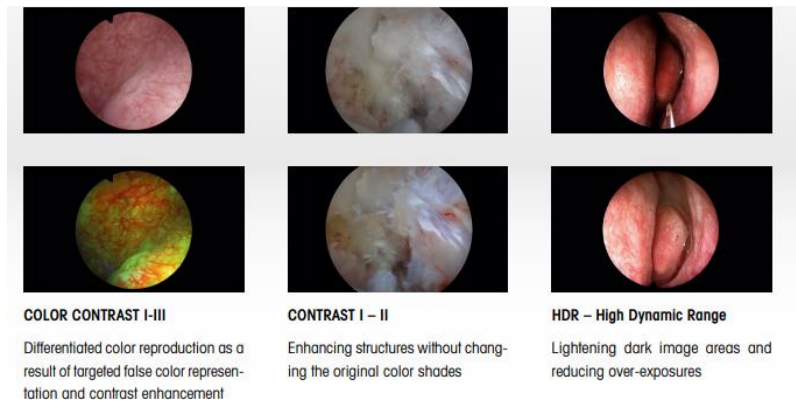 COLOR CONTRAST I-III
Differentiated color reproduction as a
result of targeted false color represen-
tation and contrast enhancement
CONTRAST I – II
Enhancing structures without chang-
ing the original color shades
HDR – High Dynamic Range
Lightening dark image areas and
reducing over-exposures